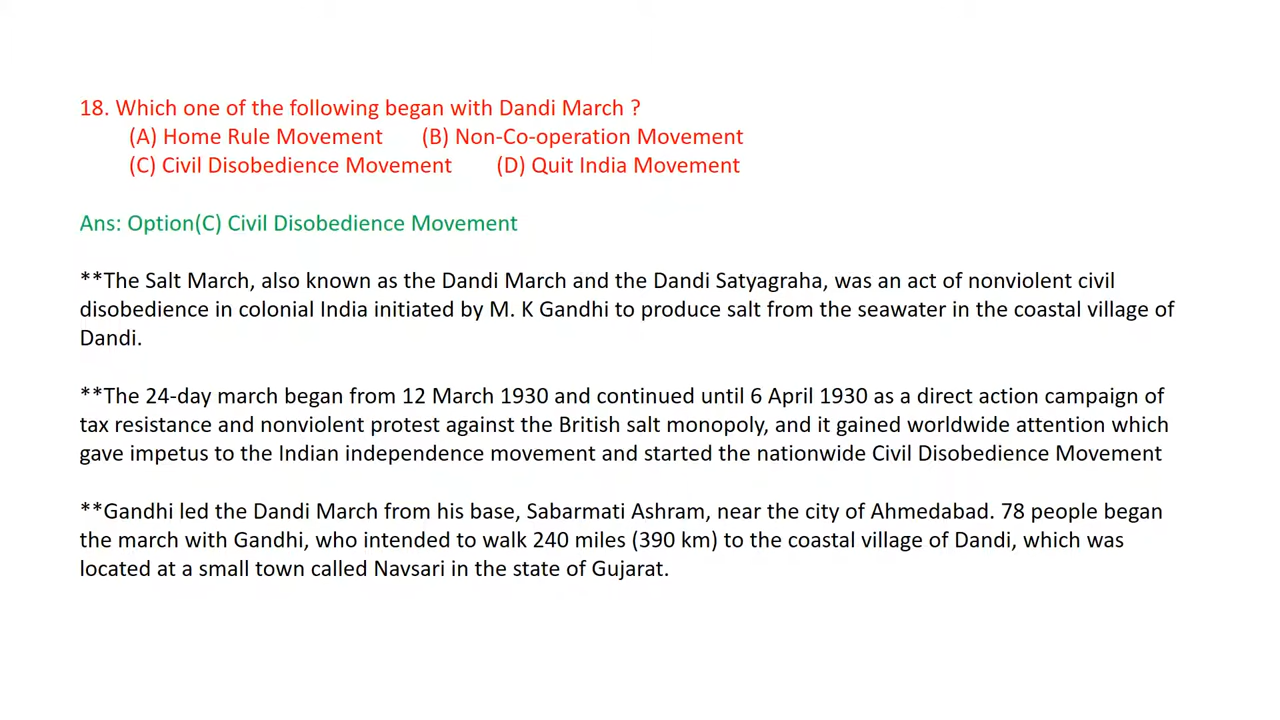 18. Which one of the following began with Dandi March ?
(A) Home Rule Movement (B) Non-Co-operation Movement
(C) Civil Disobedience Movement (D) Quit India Movement
Ans: Option(C) Civil Disobedience Movement
**The Salt March, also known as the Dandi March and the Dandi Satyagraha, was an act of nonviolent civil
disobedience in colonial India initiated by M. K Gandhi to produce salt from the seawater in the coastal village of
Dandi.
**The 24-day march began from 12 March 1930 and continued until 6 April 1930 as a direct action campaign of
tax resistance and nonviolent protest against the British salt monopoly, and it gained worldwide attention which
gave impetus to the Indian independence movement and started the nationwide Civil Disobedience Movement
**Gandhi led the Dandi March from his base, Sabarmati Ashram, near the city of Ahmedabad. 78 people began
the march with Gandhi, who intended to walk 240 miles (390 km) to the coastal village of Dandi, which was
located at a small town called Navsari in the state of Gujarat.